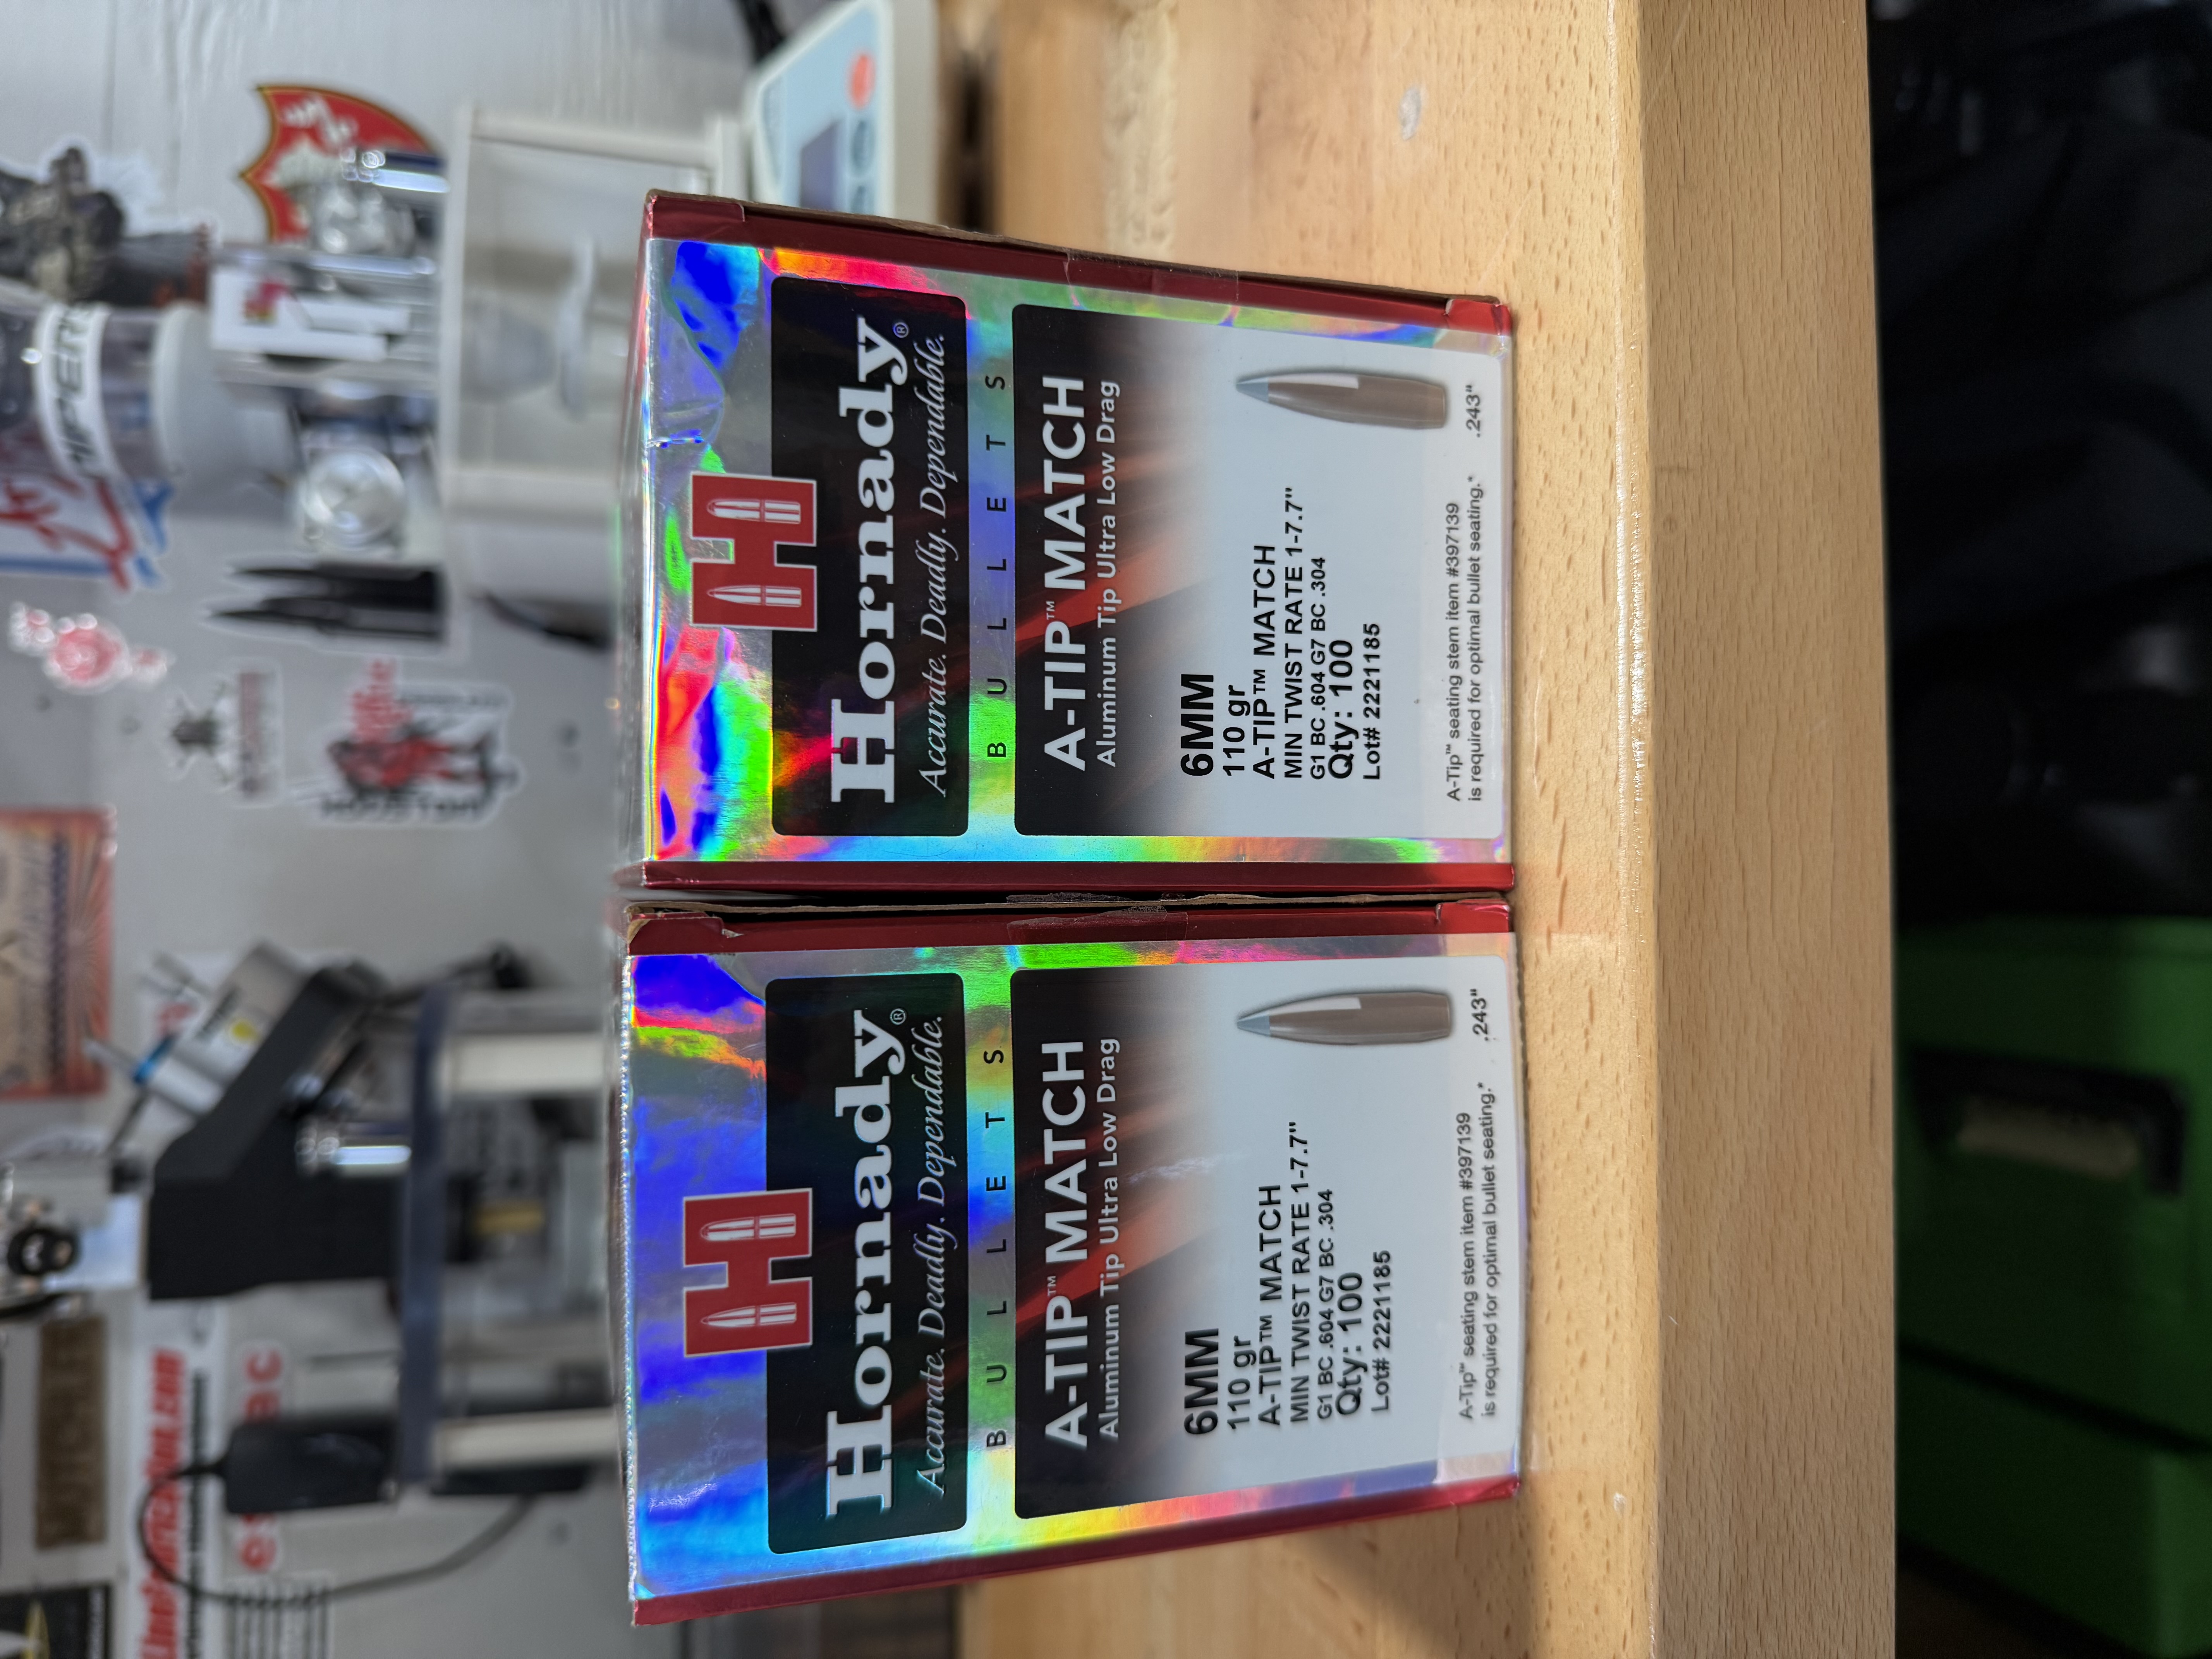 Hornady®
Accurate. Deadly. Dependable.
BULLETS
A-TIP™ MATCH
Aluminum Tip Ultra Low Drag
6MM
110 gr
A-TIP™ MATCH
MIN TWIST RATE 1-7.7"
G1 BC .604 G7 BC .304
Qty: 100
Lot# 2221185
A-Tip™ seating stem item #397139
is required for optimal bullet seating.*
.243"
Hornady®
Accurate. Deadly. Dependable.
BULLETS
A-TIP™ MATCH
Aluminum Tip Ultra Low Drag
6MM
110 gr
A-TIP™ MATCH
MIN TWIST RATE 1-7.7"
G1 BC .604 G7 BC .304
Qty: 100
Lot# 2221185
A-Tip™ seating stem item #397139
is required for optimal bullet seating.*
.243"